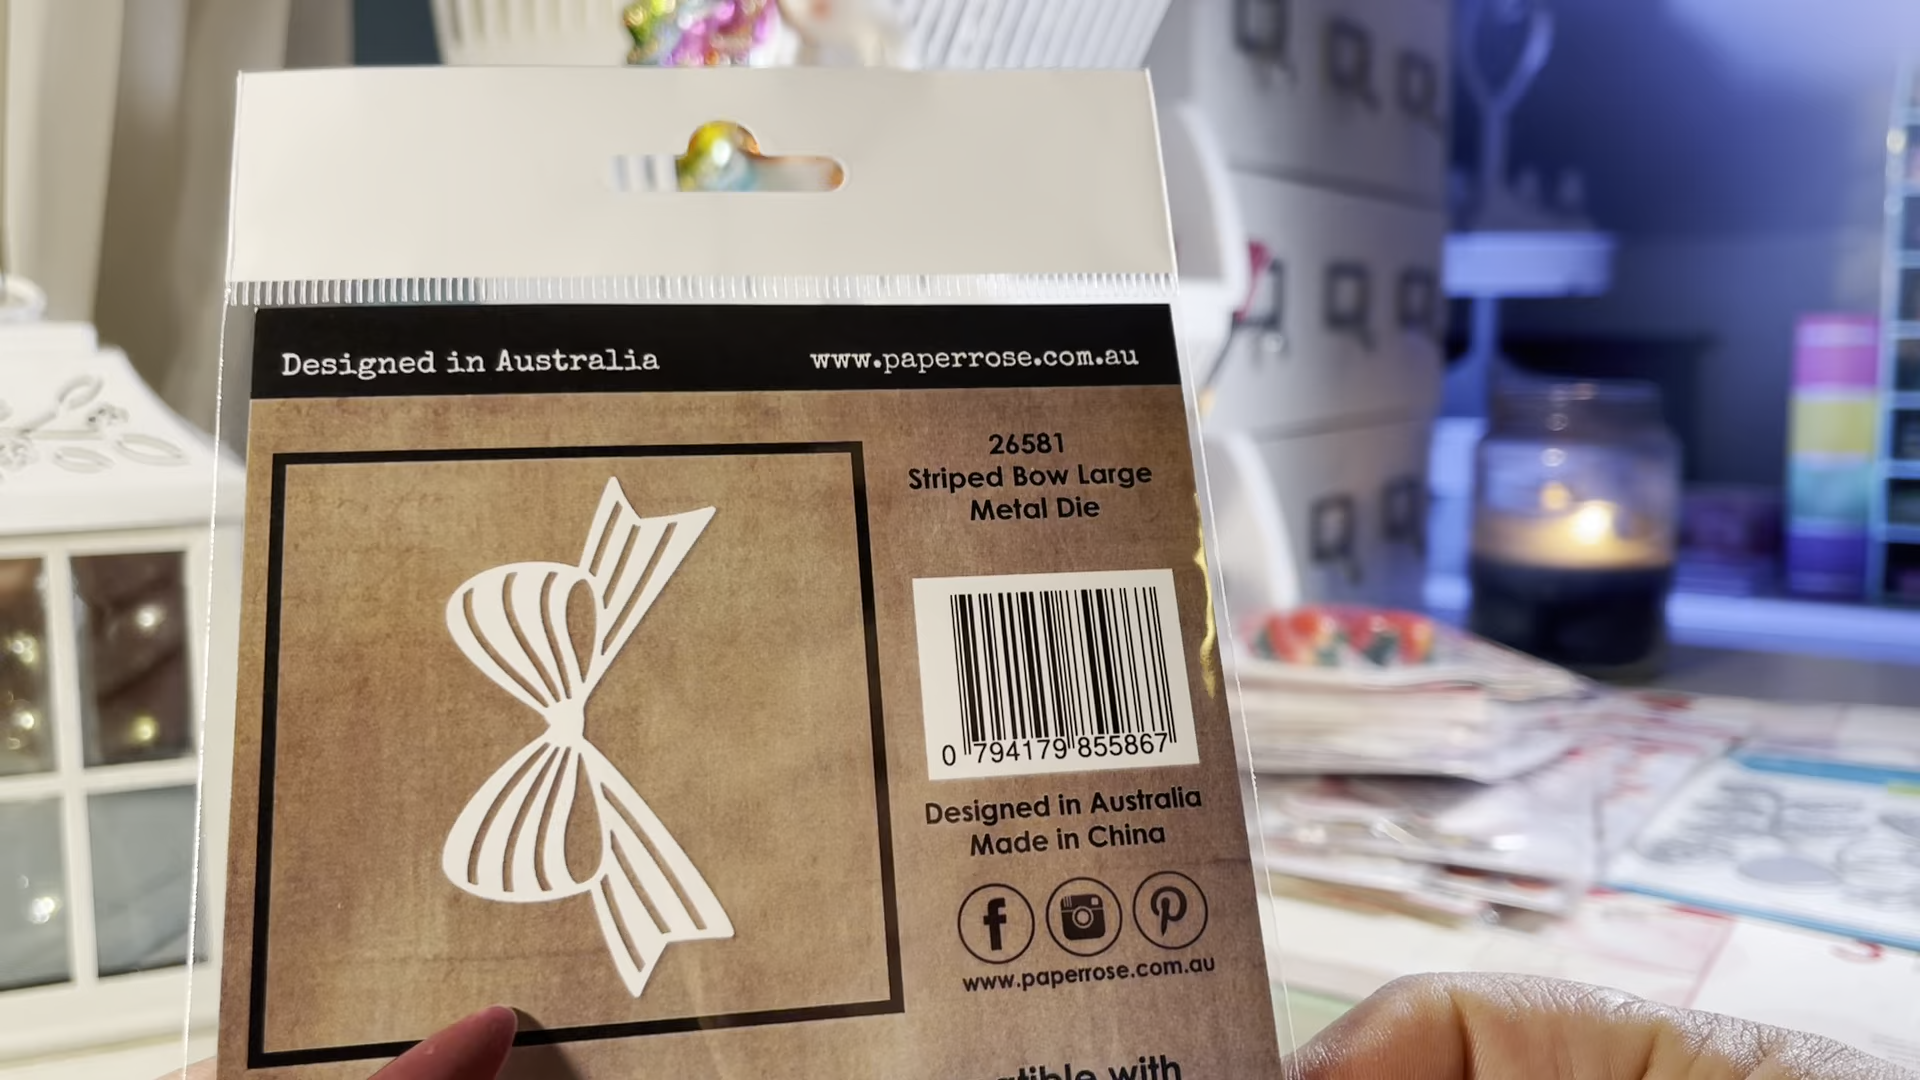 Designed in Australia
www.paperrose.com.au
26581
Striped Bow Large
Metal Die
0 794179 855867
Designed in Australia
Made in China
www.paperrose.com.au
with